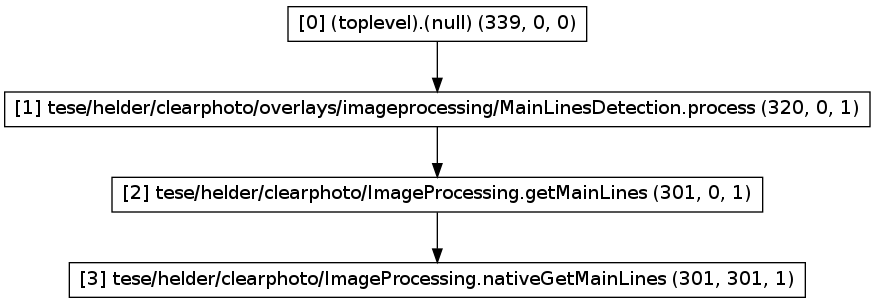 [0] (toplevel).(null) (339, 0, 0)
[1] tese/helder/clearphoto/overlays/imageprocessing/MainLinesDetection.process (320, 0, 1)
[2] tese/helder/clearphoto/ImageProcessing.getMainLines (301, 0, 1)
[3] tese/helder/clearphoto/ImageProcessing.nativeGetMainLines (301, 301, 1)